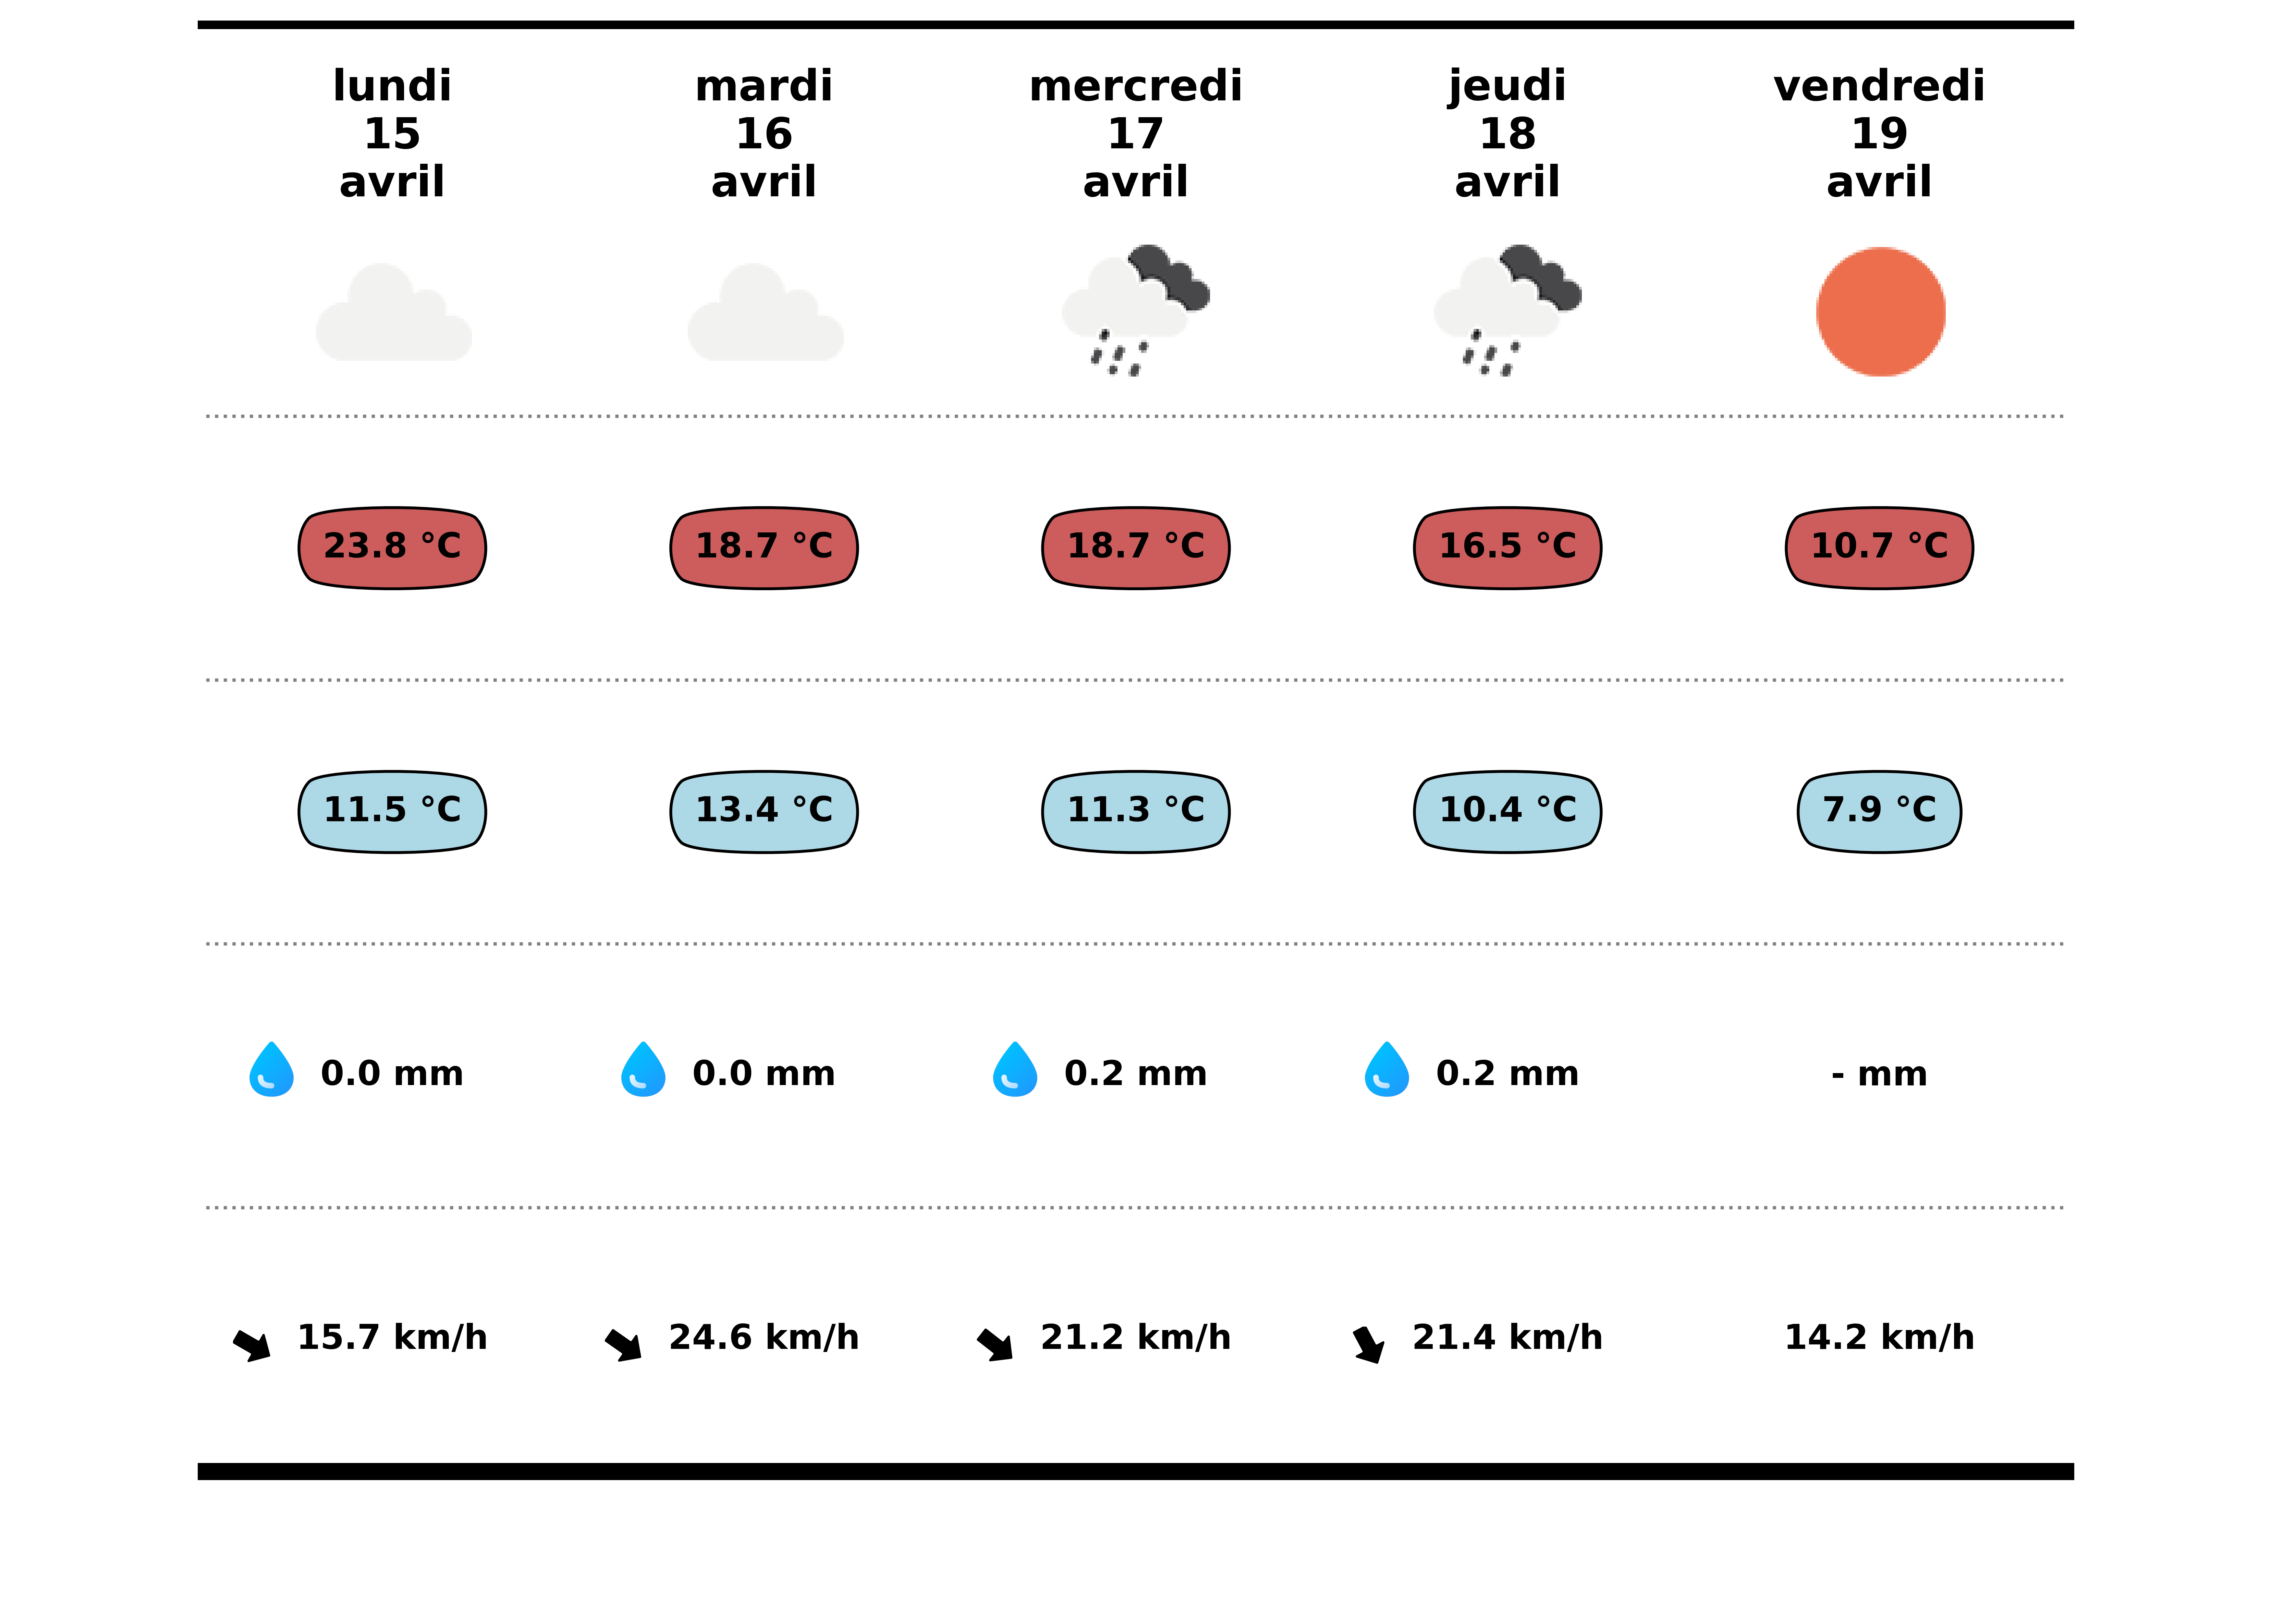 lundi
15
avril
mardi
16
avril
mercredi
17
avril
jeudi
18
avril
vendredi
19
avril
23.8 °C
18.7 °C
18.7 °C
16.5 °C
10.7 °C
11.5 °C
13.4 °C
11.3 °C
10.4 °C
7.9 °C
0.0 mm
0.0 mm
0.2 mm
0.2 mm
- mm
15.7 km/h
24.6 km/h
21.2 km/h
21.4 km/h
14.2 km/h